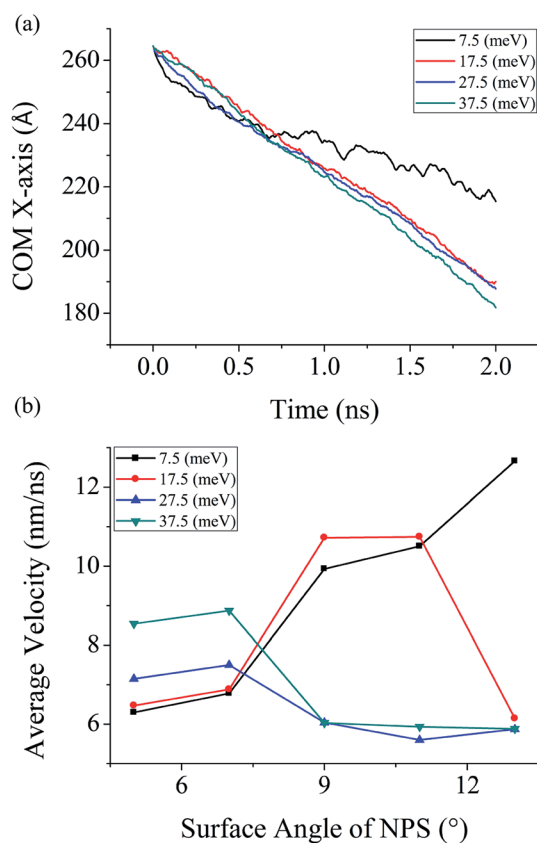 (a)
7.5 (meV)
17.5 (meV)
27.5 (meV)
37.5 (meV)
260
240
220
200
180
COM X-axis (Å)
0.0 0.5 1.0 1.5 2.0
Time (ns)
(b)
7.5 (meV)
17.5 (meV)
27.5 (meV)
37.5 (meV)
12
10
8
6
Average Velocity (nm/ns)
6 9 12
Surface Angle of NPS (°)